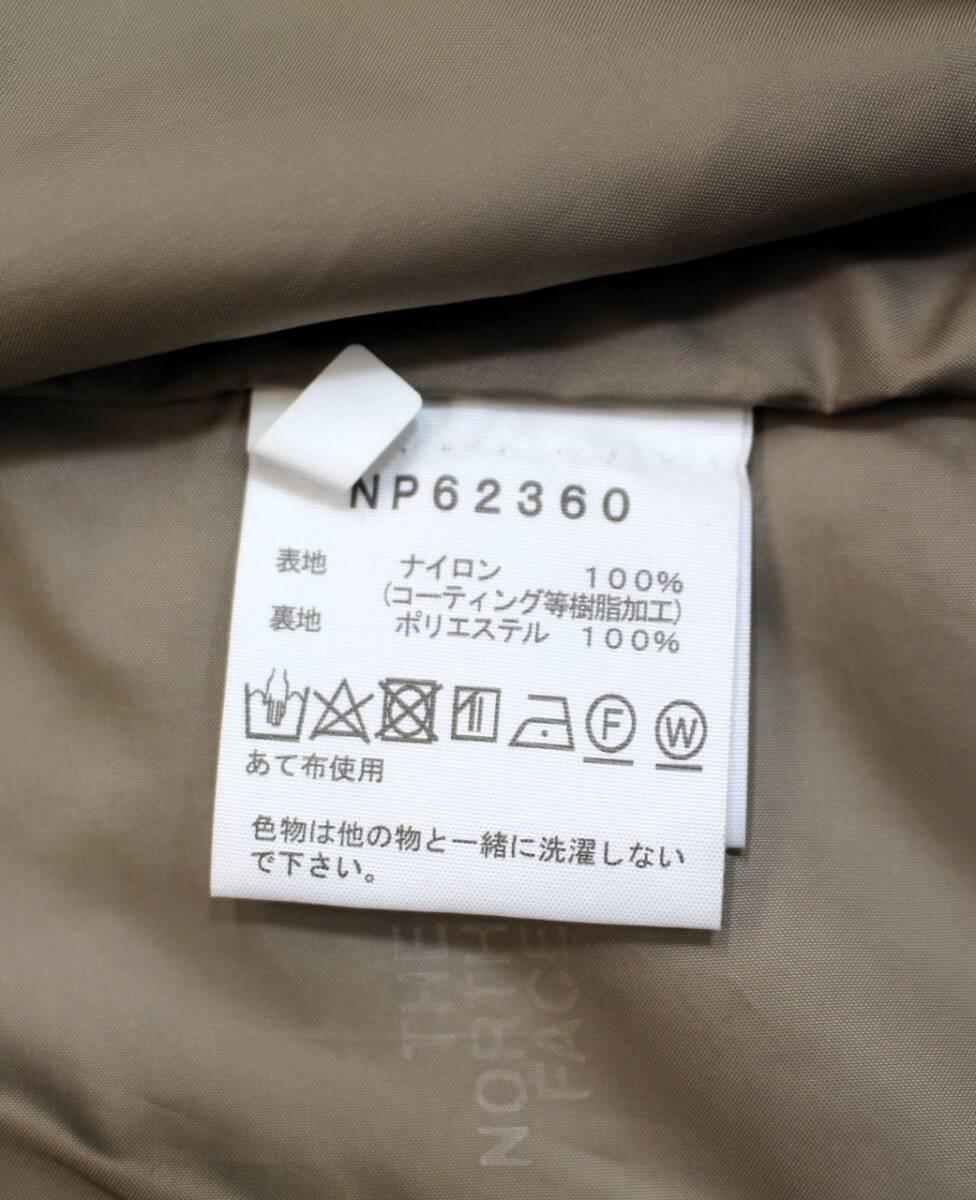 NP62360
表地 ナイロン 100%
(コーティング等樹脂加工)
裏地 ポリエステル 100%
F W
あて布使用
色物は他の物と一緒に洗濯しない
で下さい。
THE
NORTH
FACE